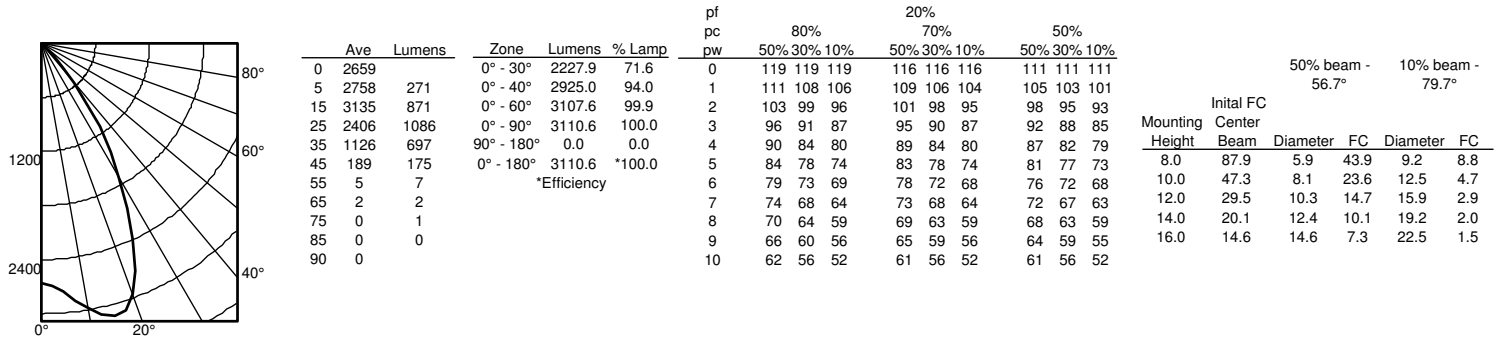 80°
60°
40°
20°
0°
1200
2400
Ave Lumens
0 2659
5 2758 271
15 3135 871
25 2406 1086
35 1126 697
45 189 175
55 5 7
65 2 2
75 0 1
85 0 0
90 0
Zone Lumens % Lamp
0° - 30° 2227.9 71.6
0° - 40° 2925.0 94.0
0° - 60° 3107.6 99.9
0° - 90° 3110.6 100.0
90° - 180° 0.0 0.0
0° - 180° 3110.6 *100.0
*Efficiency
pf 20%
pc 80% 70% 50%
pw 50% 30% 10% 50% 30% 10% 50% 30% 10%
0 119 119 119 116 116 116 111 111 111
1 111 108 106 109 106 104 105 103 101
2 103 99 96 101 98 95 98 95 93
3 96 91 87 95 90 87 92 88 85
4 90 84 80 89 84 80 87 82 79
5 84 78 74 83 78 74 81 77 73
6 79 73 69 78 72 68 76 72 68
7 74 68 64 73 68 64 72 67 63
8 70 64 59 69 63 59 68 63 59
9 66 60 56 65 59 56 64 59 55
10 62 56 52 61 56 52 61 56 52
50% beam - 10% beam -
56.7° 79.7°
Inital FC
Mounting Center
Height Beam Diameter FC Diameter FC
8.0 87.9 5.9 43.9 9.2 8.8
10.0 47.3 8.1 23.6 12.5 4.7
12.0 29.5 10.3 14.7 15.9 2.9
14.0 20.1 12.4 10.1 19.2 2.0
16.0 14.6 14.6 7.3 22.5 1.5